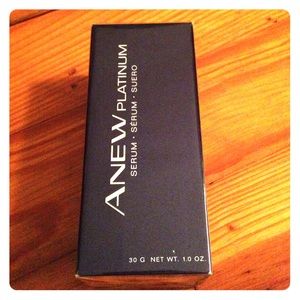 ANEW PLATINUM
SERUM · SÉRUM · SUERO
30 G NET WT. 1.0 OZ.